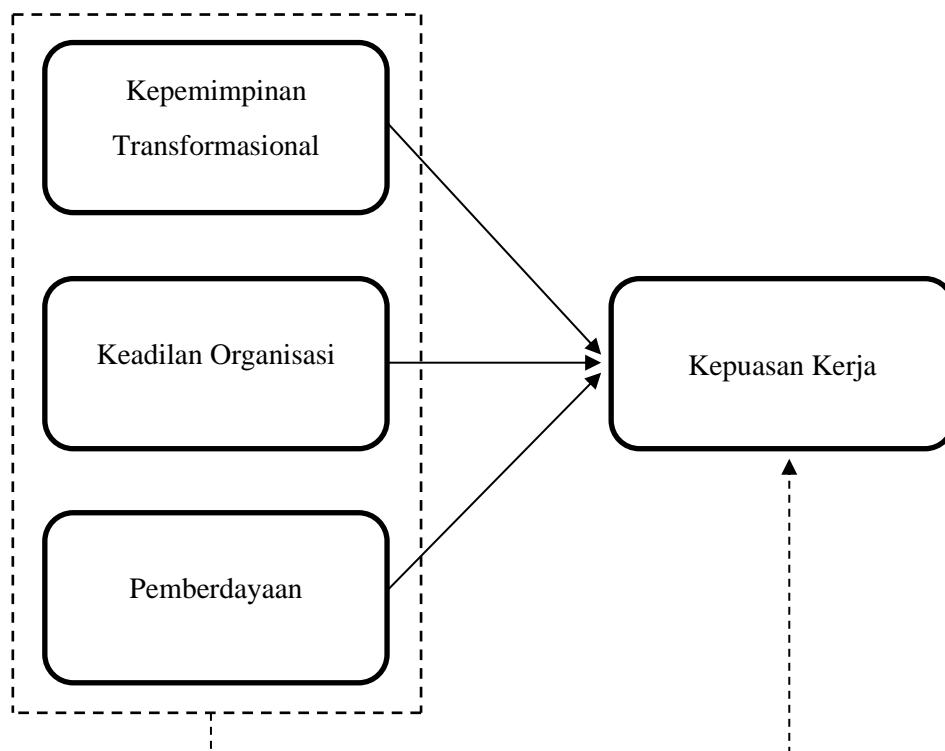 Kepemimpinan
Transformasional
Keadilan Organisasi
Kepuasan Kerja
Pemberdayaan